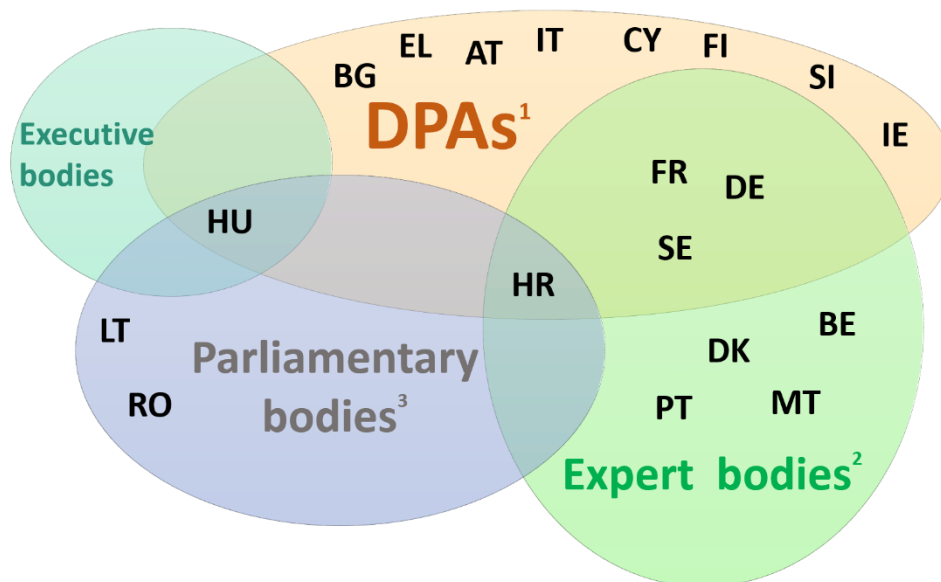 EL AT IT CY FI
BG SI
DPAs¹
IE
Executive
bodies
FR DE
HU
SE
HR
LT
BE
Parliamentary
bodies³
DK
RO
PT MT
Expert bodies²